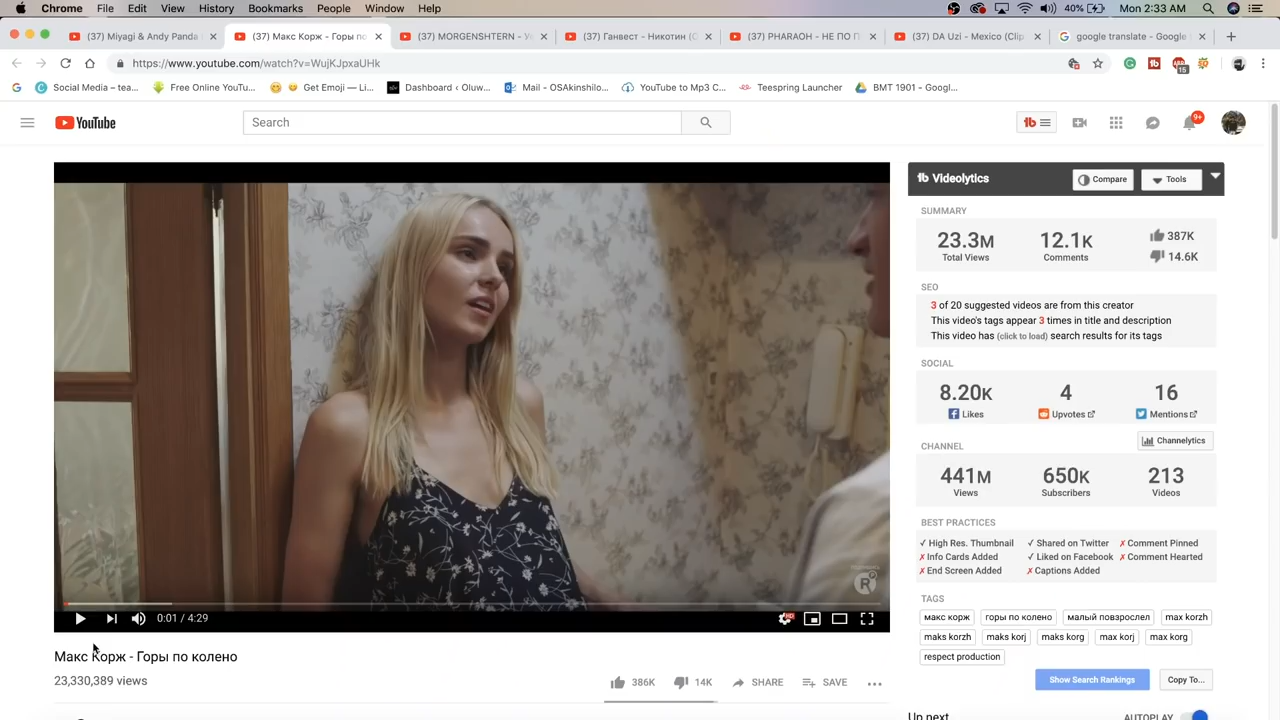 Chrome File Edit View History Bookmarks People Window Help 40% Mon 2:33 AM
(37) Miyagi & Andy Panda (37) Макс Корж - Горы по (37) MORGENSHTERN - (37) Ганвест - Никотин ( (37) PHARAOH - НЕ ПО (37) DA Uzi - Mexico (Clip google translate - Google
https://www.youtube.com/watch?v=WujKJpxaUHk 15
Social Media – tea... Free Online YouTu... Get Emoji — Li... Dashboard ‹ Oluw... Mail - OSAkinshilo... YouTube to Mp3 C... Teespring Launcher BMT 1901 - Googl...
YouTube Search tb 9+
tb Videolytics Compare Tools
SUMMARY
23.3M 12.1K 387K
Total Views Comments 14.6K
SEO
3 of 20 suggested videos are from this creator
This video's tags appear 3 times in title and description
This video has (click to load) search results for its tags
SOCIAL
8.20K 4 16
Likes Upvotes Mentions
CHANNEL Channelytics
441M 650K 213
Views Subscribers Videos
BEST PRACTICES
✓ High Res. Thumbnail ✓ Shared on Twitter ✗ Comment Pinned
✗ Info Cards Added ✓ Liked on Facebook ✗ Comment Hearted
✗ End Screen Added ✗ Captions Added
TAGS
макс корж горы по колено малый повзрослел max korzh
maks korzh maks korj maks korg max korj max korg
respect production
Show Search Rankings Copy To...
Up next AUTOPLAY
R
0:01 / 4:29 HD
Макс Корж - Горы по колено
23,330,389 views 386K 14K SHARE SAVE